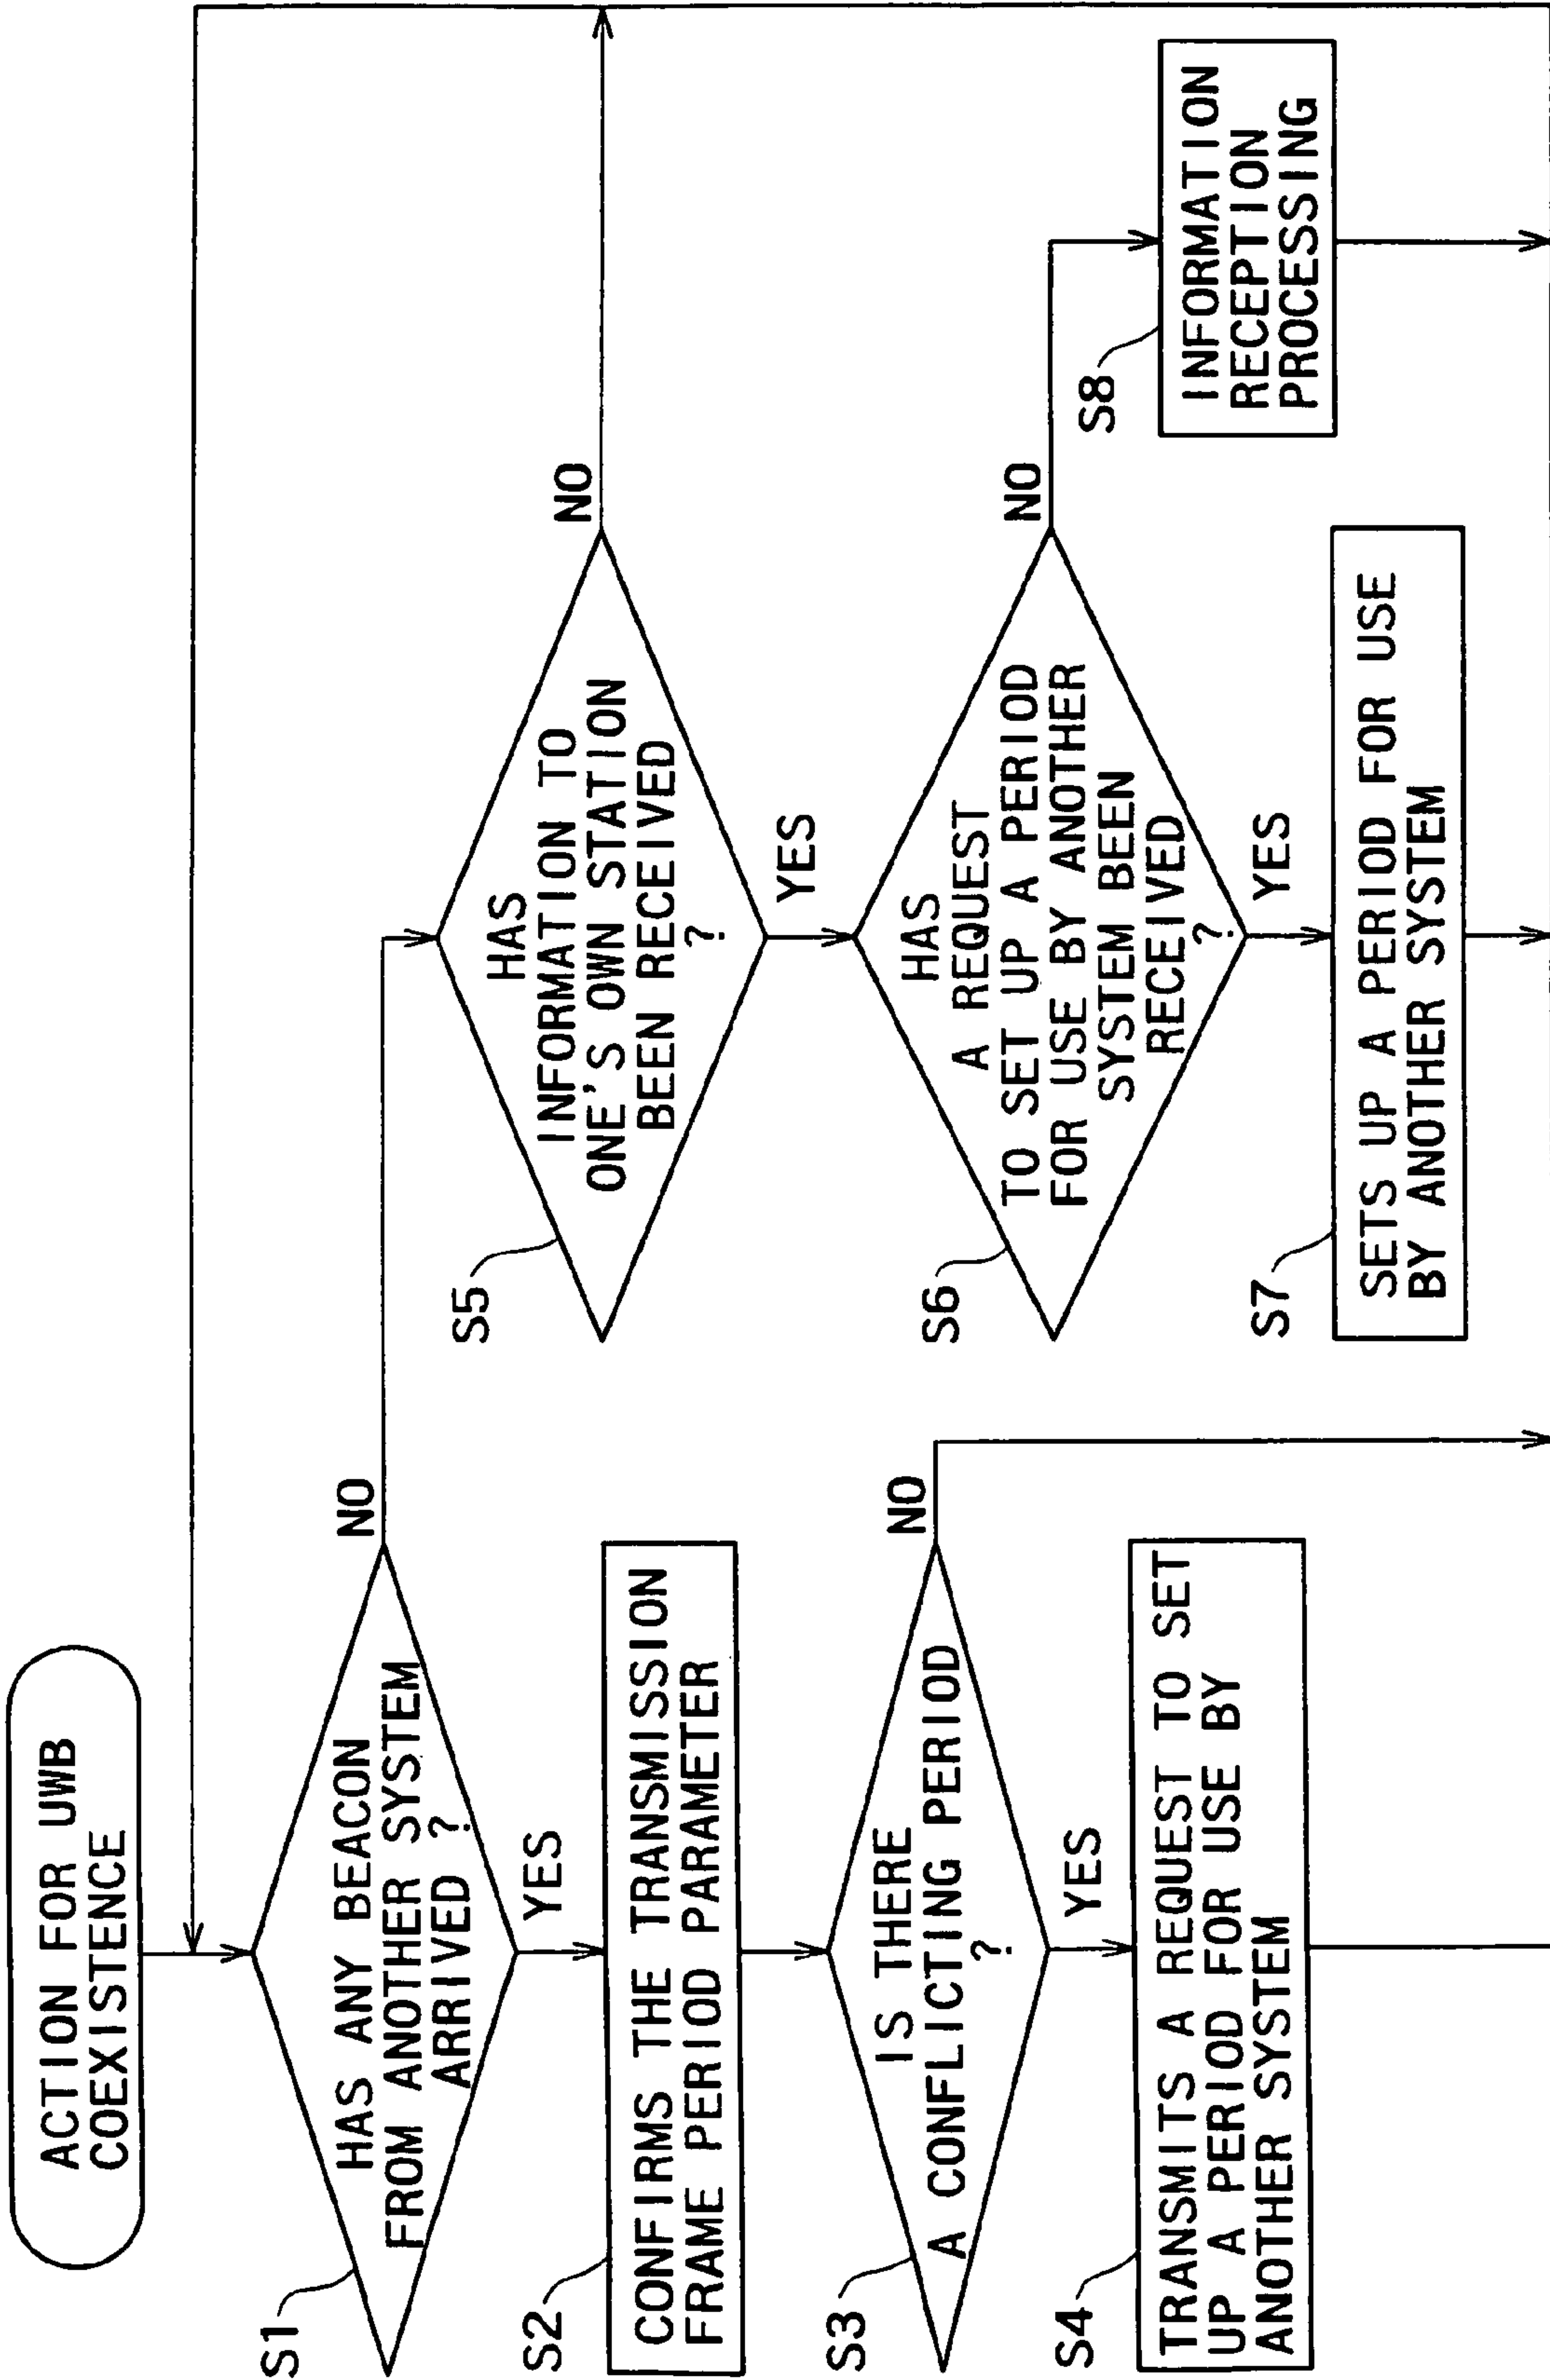 ACTION FOR UWB
COEXISTENCE
S1
HAS ANY BEACON
FROM ANOTHER SYSTEM
ARRIVED ?
NO
YES
S2
CONFIRMS THE TRANSMISSION
FRAME PERIOD PARAMETER
S3
IS THERE
A CONFLICTING PERIOD
?
NO
YES
S4
TRANSMITS A REQUEST TO SET
UP A PERIOD FOR USE BY
ANOTHER SYSTEM
S5
HAS
INFORMATION TO
ONE'S OWN STATION
BEEN RECEIVED
?
NO
YES
S6
HAS
A REQUEST
TO SET UP A PERIOD
FOR USE BY ANOTHER
SYSTEM BEEN
RECEIVED
?
NO
YES
S7
SETS UP A PERIOD FOR USE
BY ANOTHER SYSTEM
S8
INFORMATION
RECEPTION
PROCESSING